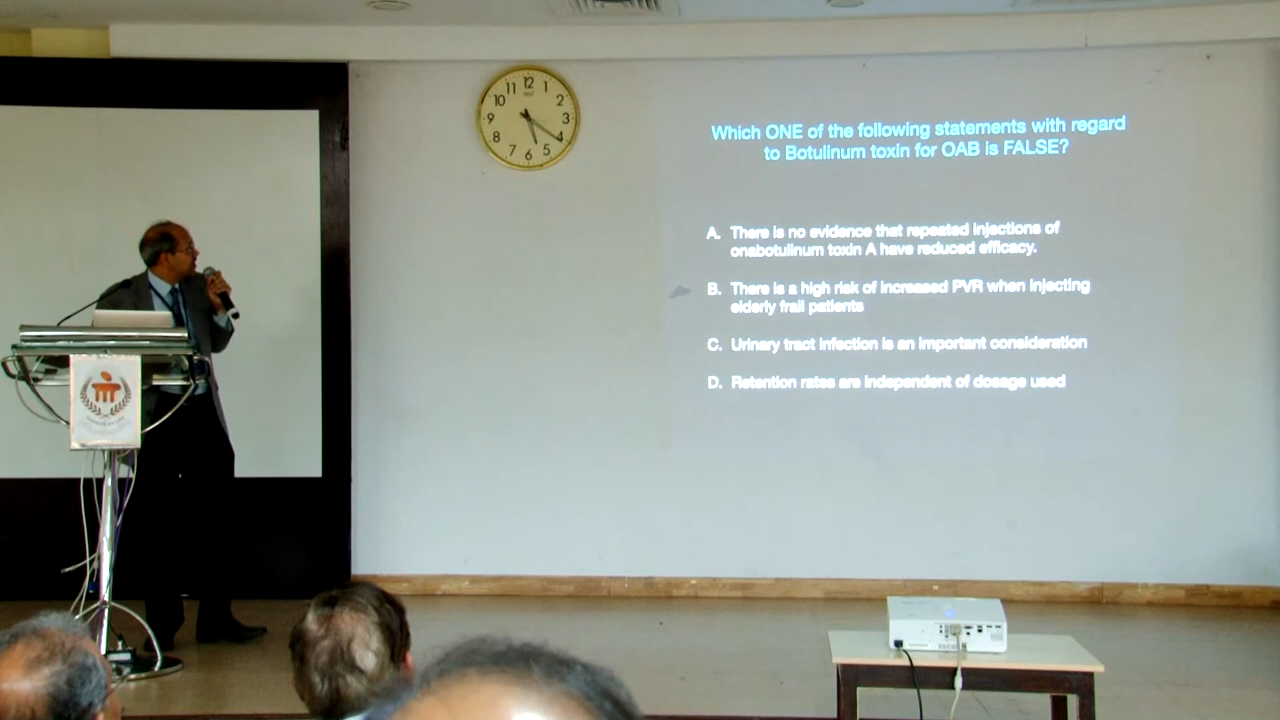 12
11 1
10 2
9 3
8 4
7 5
6
Which ONE of the following statements with regard
to Botulinum toxin for OAB is FALSE?
A. There is no evidence that repeated injections of
onabotulinum toxin A have reduced efficacy.
B. There is a high risk of increased PVR when injecting
elderly frail patients
C. Urinary tract infection is an important consideration
D. Retention rates are independent of dosage used